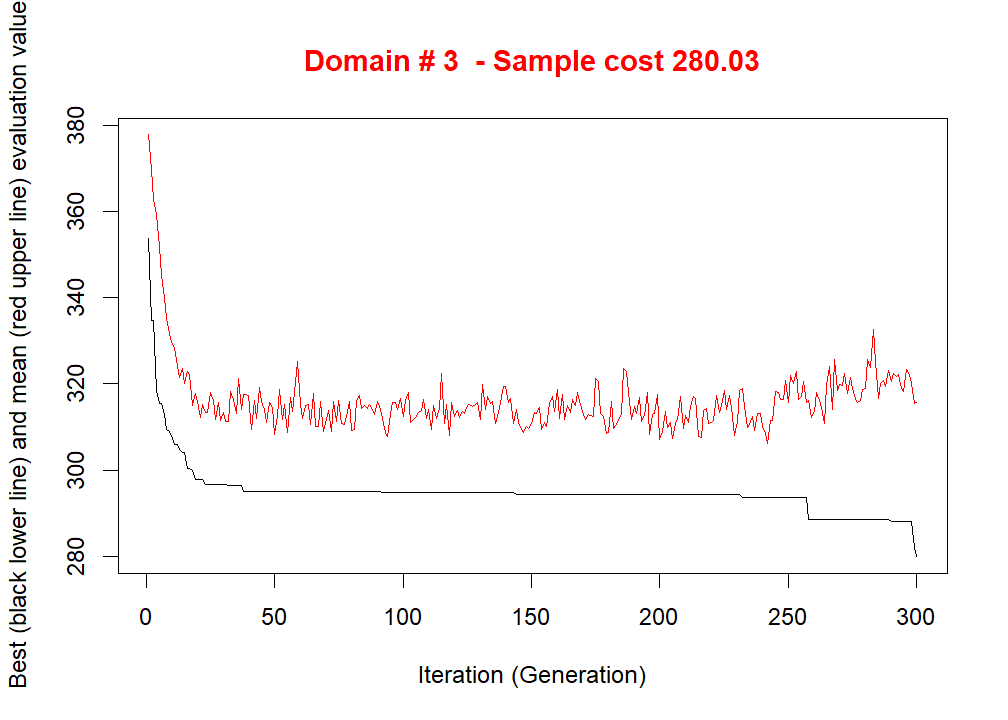 Domain # 3  - Sample cost 280.03
Best (black lower line) and mean (red upper line) evaluation value
380
360
340
320
300
280
0 50 100 150 200 250 300
Iteration (Generation)